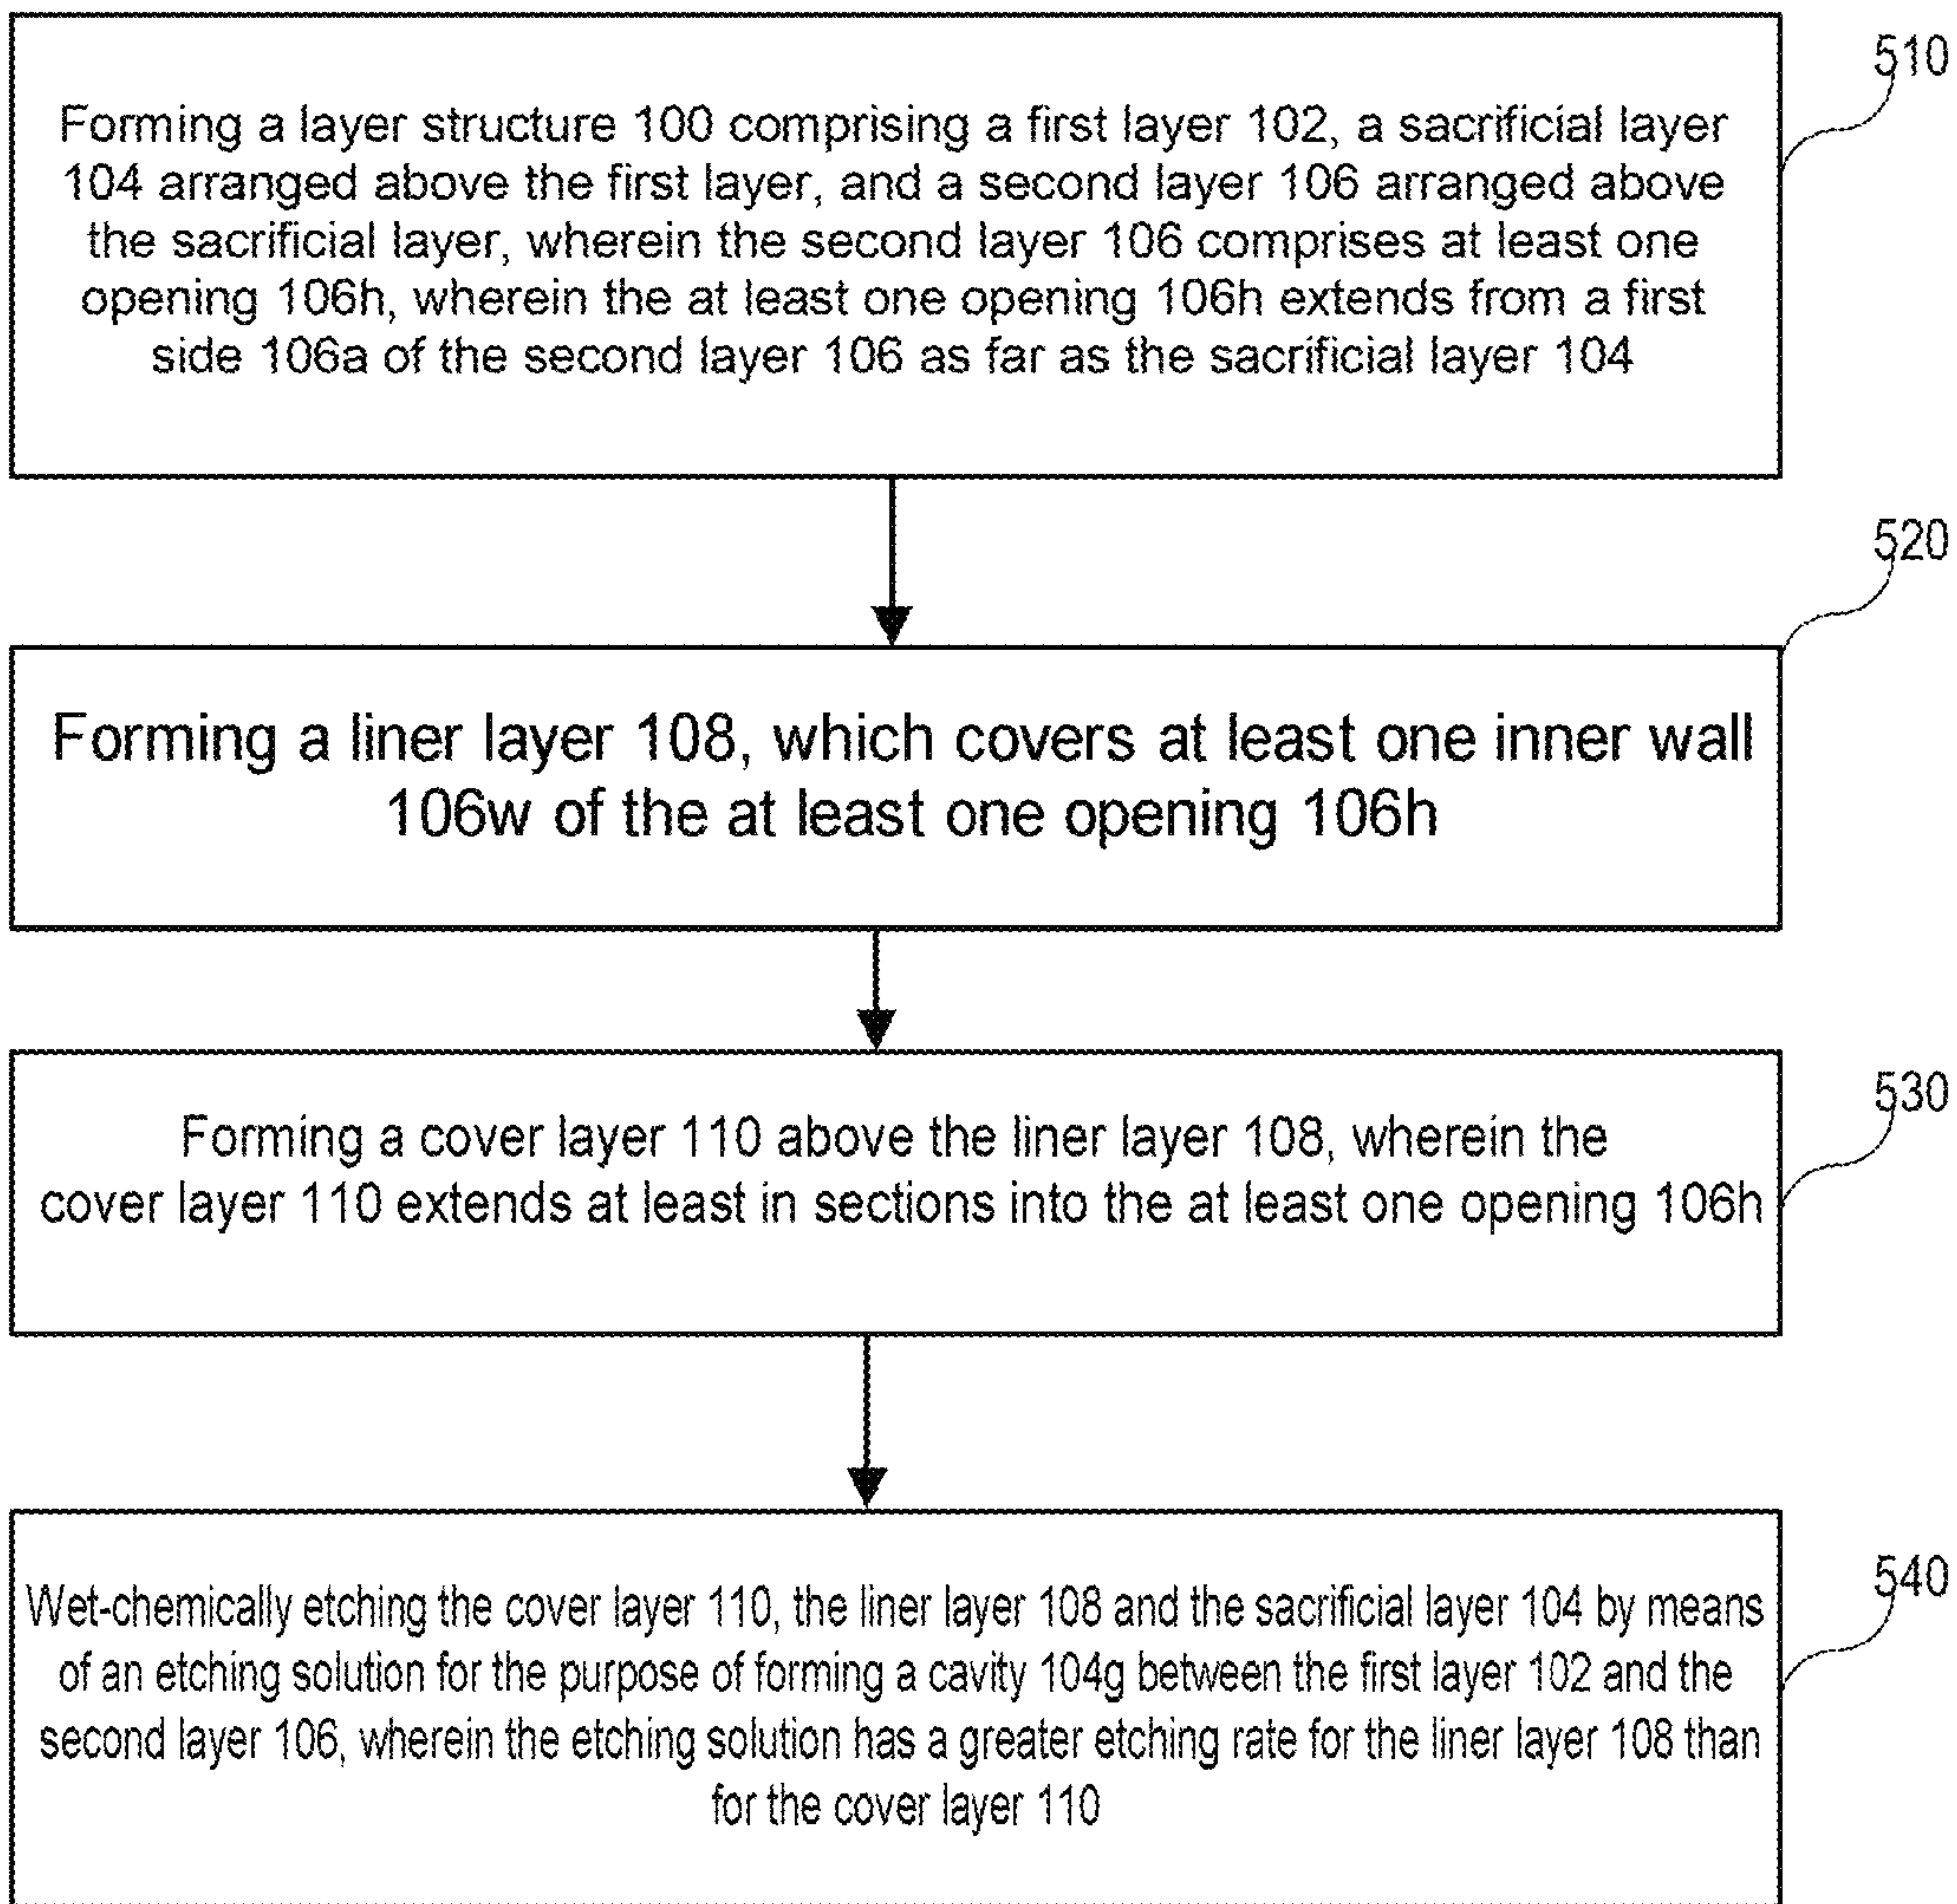 510
Forming a layer structure 100 comprising a first layer 102, a sacrificial layer
104 arranged above the first layer, and a second layer 106 arranged above
the sacrificial layer, wherein the second layer 106 comprises at least one
opening 106h, wherein the at least one opening 106h extends from a first
side 106a of the second layer 106 as far as the sacrificial layer 104
520
Forming a liner layer 108, which covers at least one inner wall
106w of the at least one opening 106h
530
Forming a cover layer 110 above the liner layer 108, wherein the
cover layer 110 extends at least in sections into the at least one opening 106h
540
Wet-chemically etching the cover layer 110, the liner layer 108 and the sacrificial layer 104 by means
of an etching solution for the purpose of forming a cavity 104g between the first layer 102 and the
second layer 106, wherein the etching solution has a greater etching rate for the liner layer 108 than
for the cover layer 110